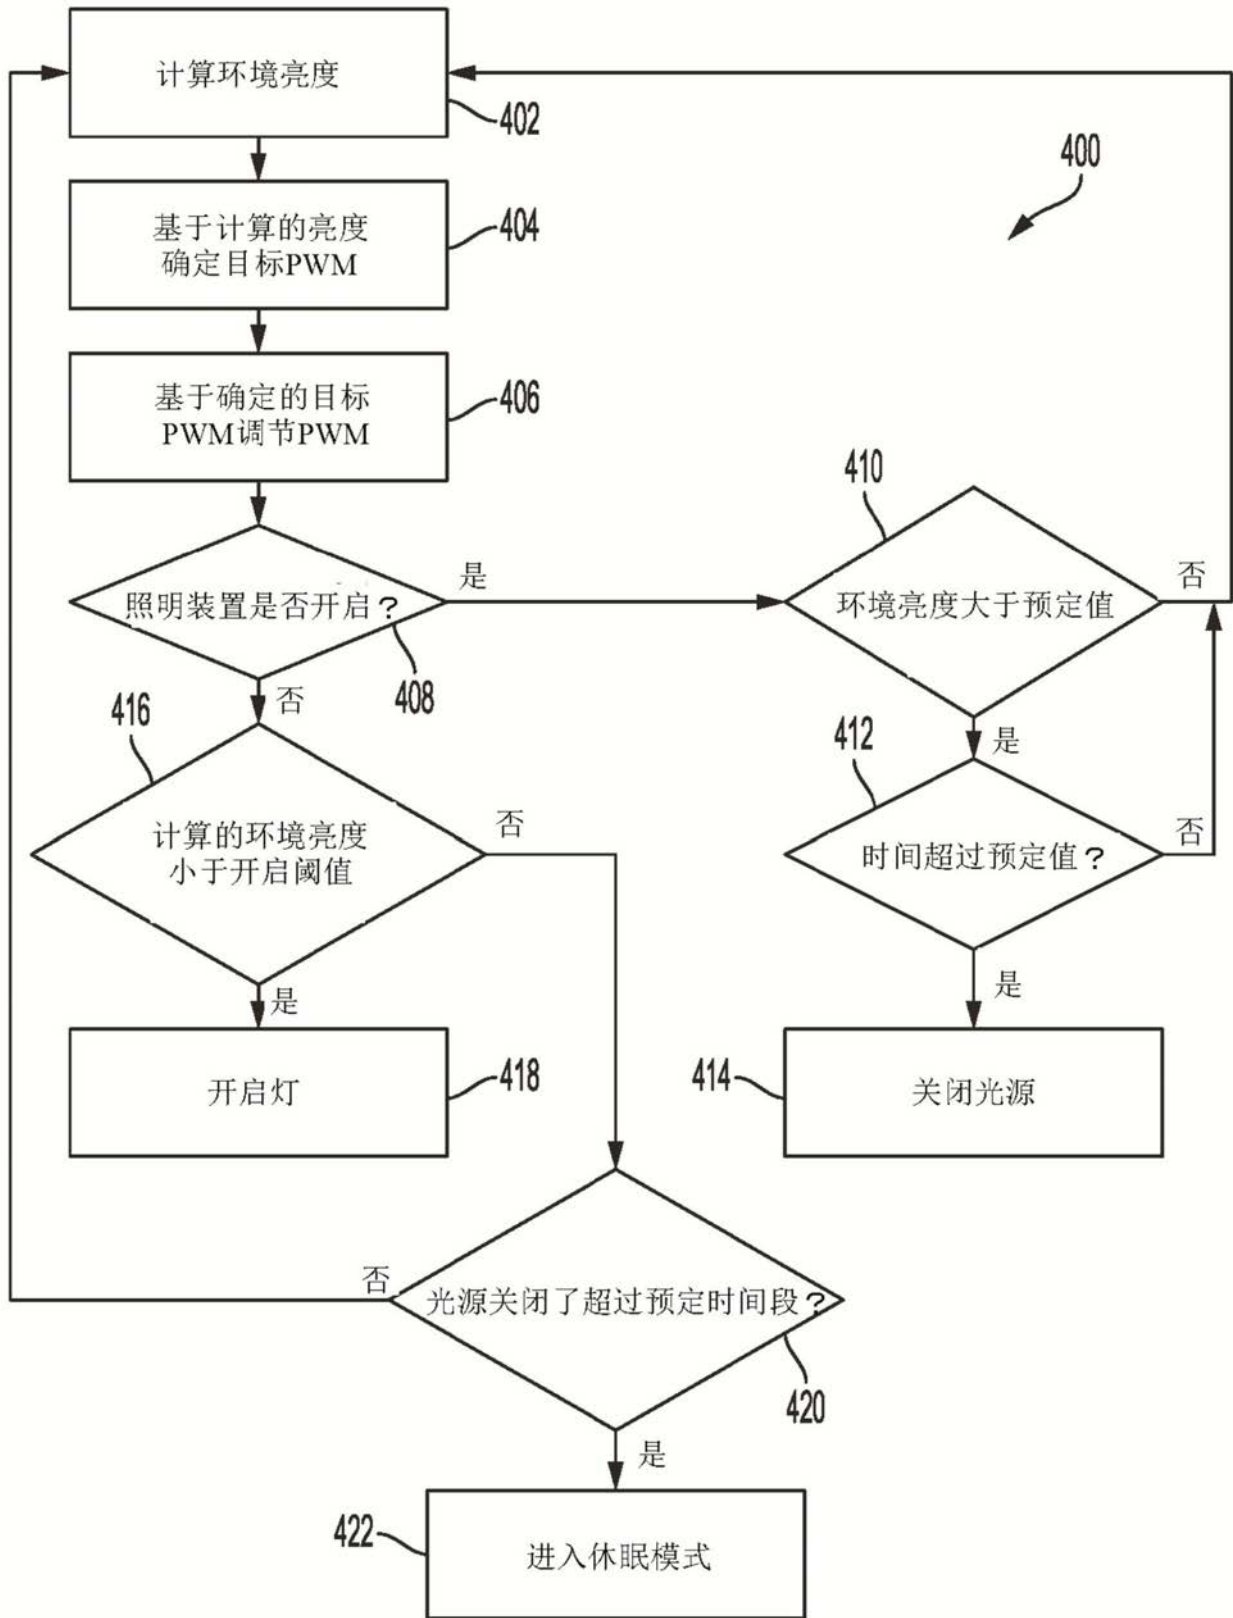 计算环境亮度
402
400
基于计算的亮度
确定目标PWM
404
基于确定的目标
PWM调节PWM
406
410
照明装置是否开启?
是
408
环境亮度大于预定值
否
否
416
是
412
计算的环境亮度
小于开启阈值
否
时间超过预定值?
否
是
是
开启灯
418
414
关闭光源
否
光源关闭了超过预定时间段?
420
是
422
进入休眠模式